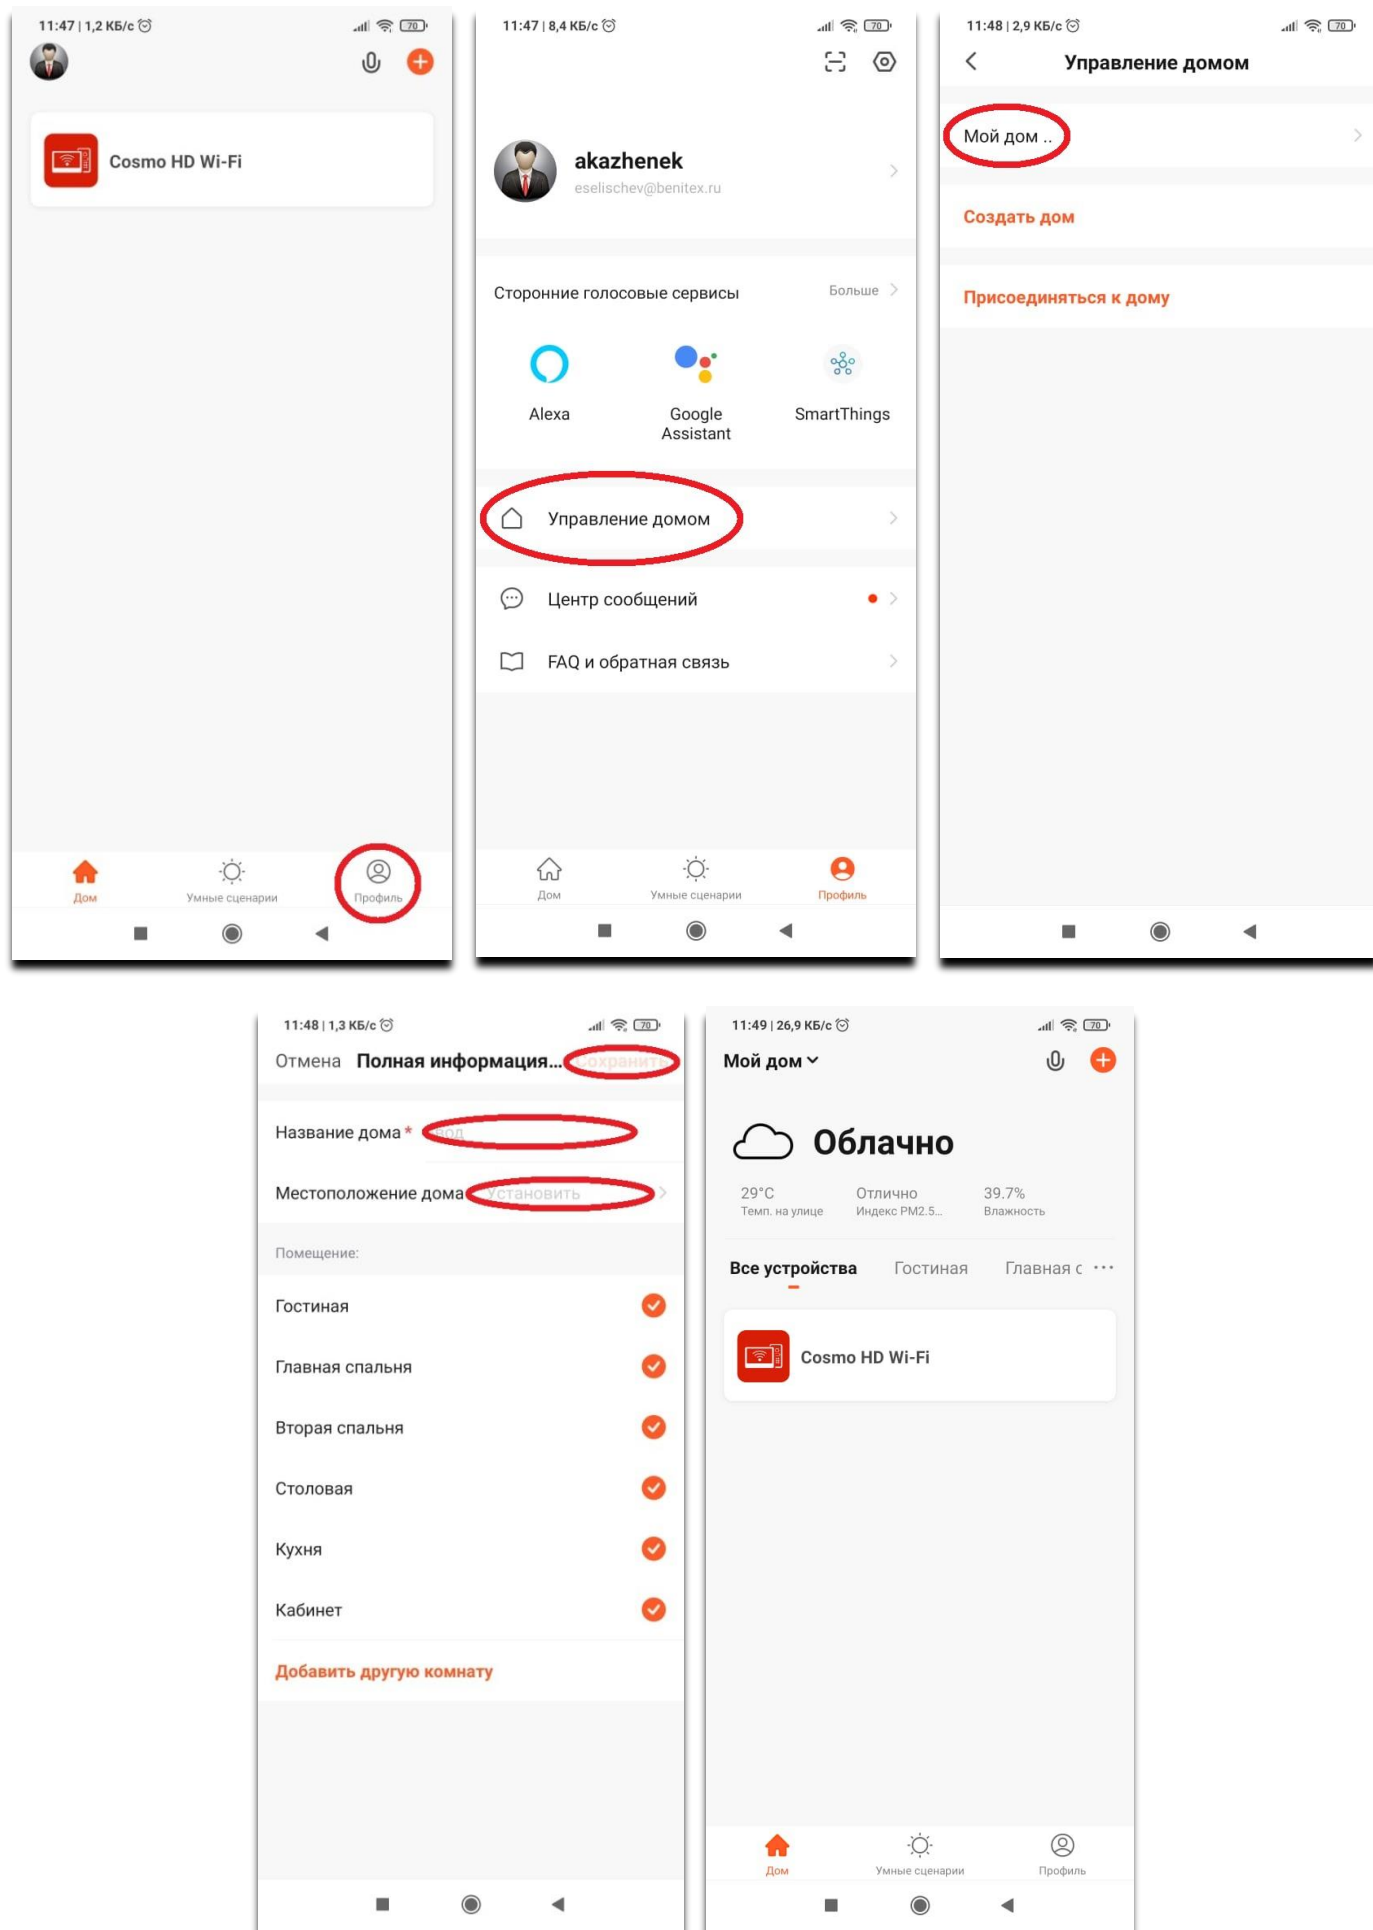 11:47 | 1,2 КБ/с
70
Cosmo HD Wi-Fi
Дом
Умные сценарии
Профиль
11:47 | 8,4 КБ/с
70
akazhenek
eselischev@benitex.ru
Сторонние голосовые сервисы
Больше
Alexa
Google
Assistant
SmartThings
Управление домом
Центр сообщений
FAQ и обратная связь
Дом
Умные сценарии
Профиль
11:48 | 2,9 КБ/с
70
Управление домом
Мой дом ..
Создать дом
Присоединяться к дому
11:48 | 1,3 КБ/с
70
Отмена
Полная информация...
Сохранить
Название дома *
Местоположение дома
Установить
Помещение:
Гостиная
Главная спальня
Вторая спальня
Столовая
Кухня
Кабинет
Добавить другую комнату
11:49 | 26,9 КБ/с
70
Мой дом
Облачно
29°C
Отлично
39.7%
Темп. на улице
Индекс PM2.5...
Влажность
Все устройства
Гостиная
Главная с
Cosmo HD Wi-Fi
Дом
Умные сценарии
Профиль